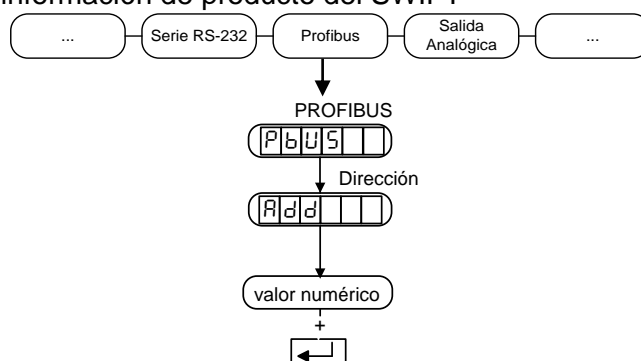 información de producto del SWIFT
...
Serie RS-232
Profibus
Salida
Analógica
...
PROFIBUS
PbUS
Dirección
Add
valor numérico
+